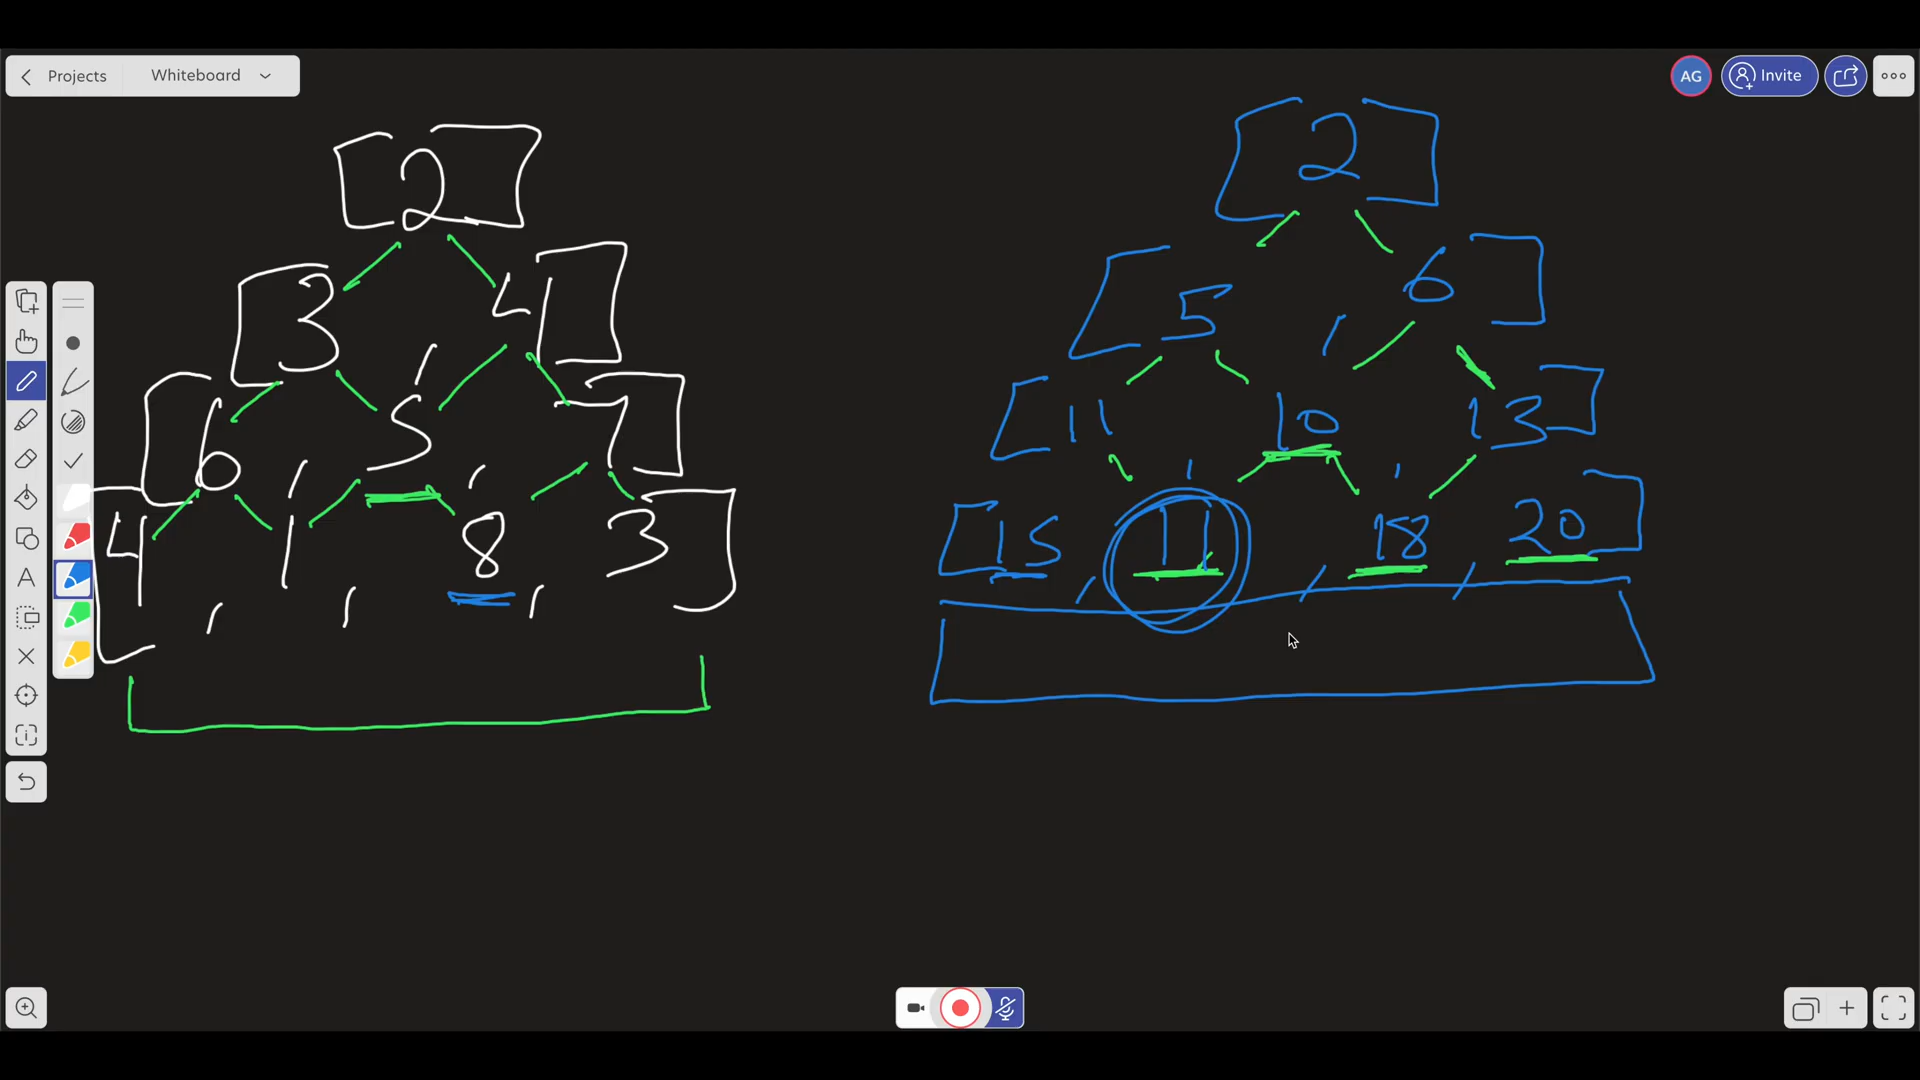 Projects Whiteboard
AG Invite
[2]
[3, 4]
[6, 5, 7]
[4, 1, 8, 3]
[2]
[5, 6]
[11, 10, 13]
[15, 11, 18, 20]
A